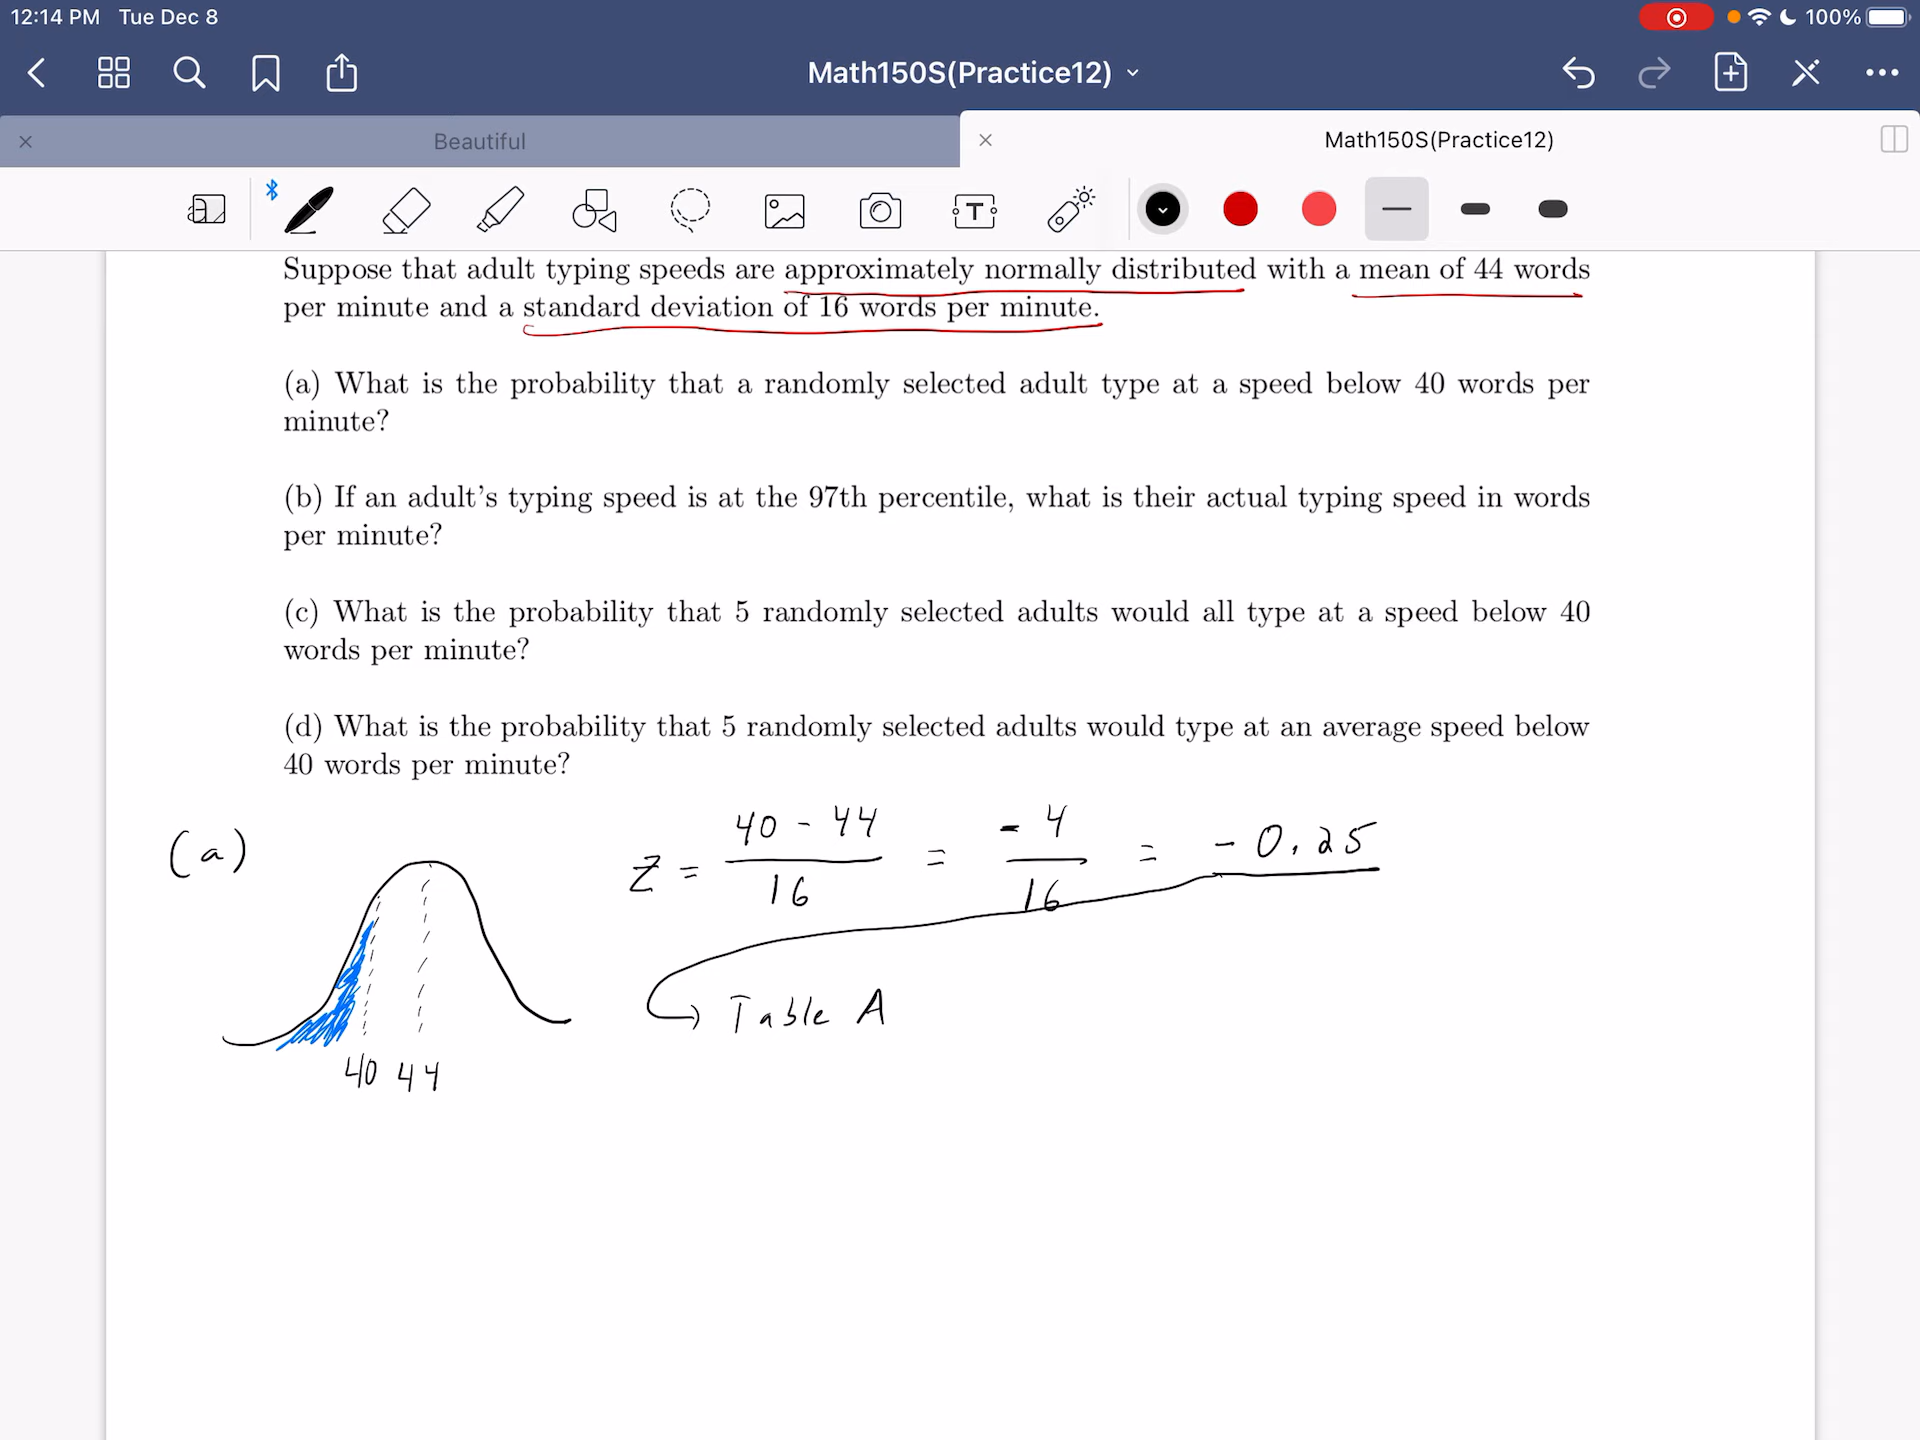 12:14 PM Tue Dec 8
100%
Math150S(Practice12)
Beautiful
Math150S(Practice12)
Suppose that adult typing speeds are approximately normally distributed with a mean of 44 words
per minute and a standard deviation of 16 words per minute.
(a) What is the probability that a randomly selected adult type at a speed below 40 words per
minute?
(b) If an adult's typing speed is at the 97th percentile, what is their actual typing speed in words
per minute?
(c) What is the probability that 5 randomly selected adults would all type at a speed below 40
words per minute?
(d) What is the probability that 5 randomly selected adults would type at an average speed below
40 words per minute?
(a)
z = 40 - 44 / 16 = - 4 / 16 = - 0.25
Table A
40 44